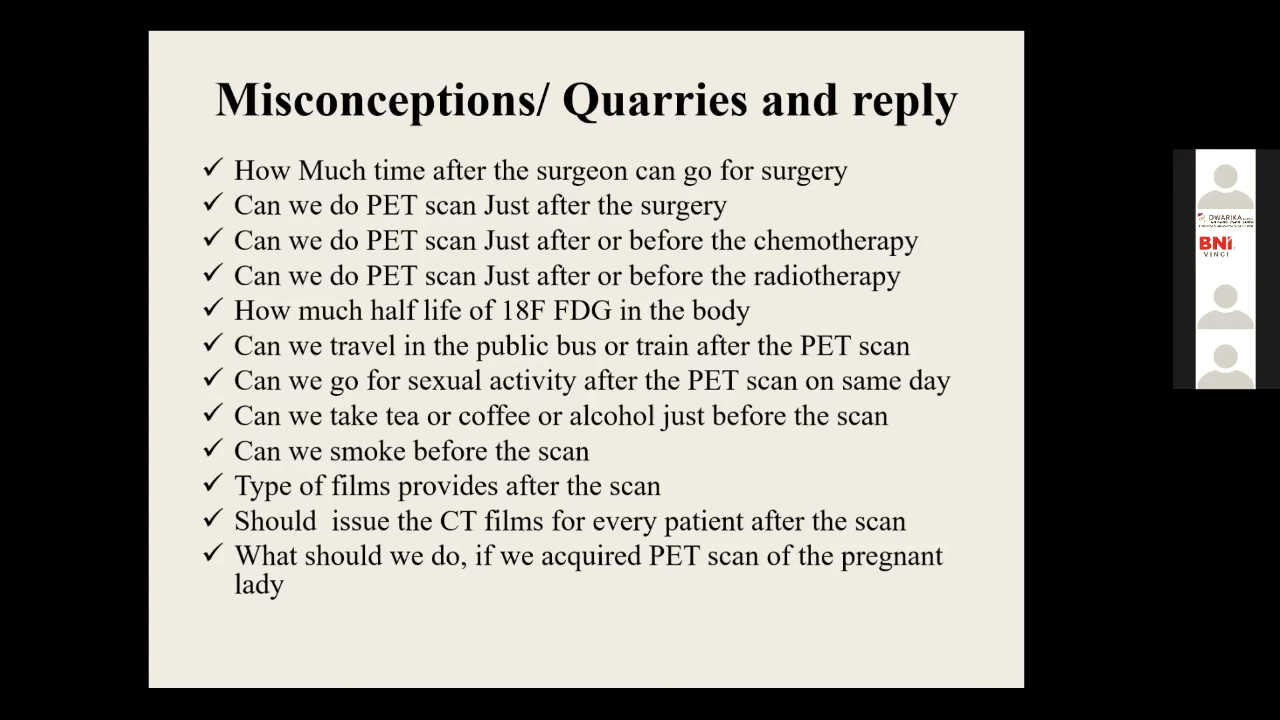 Misconceptions/ Quarries and reply
✓ How Much time after the surgeon can go for surgery
✓ Can we do PET scan Just after the surgery
✓ Can we do PET scan Just after or before the chemotherapy
✓ Can we do PET scan Just after or before the radiotherapy
✓ How much half life of 18F FDG in the body
✓ Can we travel in the public bus or train after the PET scan
✓ Can we go for sexual activity after the PET scan on same day
✓ Can we take tea or coffee or alcohol just before the scan
✓ Can we smoke before the scan
✓ Type of films provides after the scan
✓ Should  issue the CT films for every patient after the scan
✓ What should we do, if we acquired PET scan of the pregnant
lady
DWARIKA
BNI
VINCI